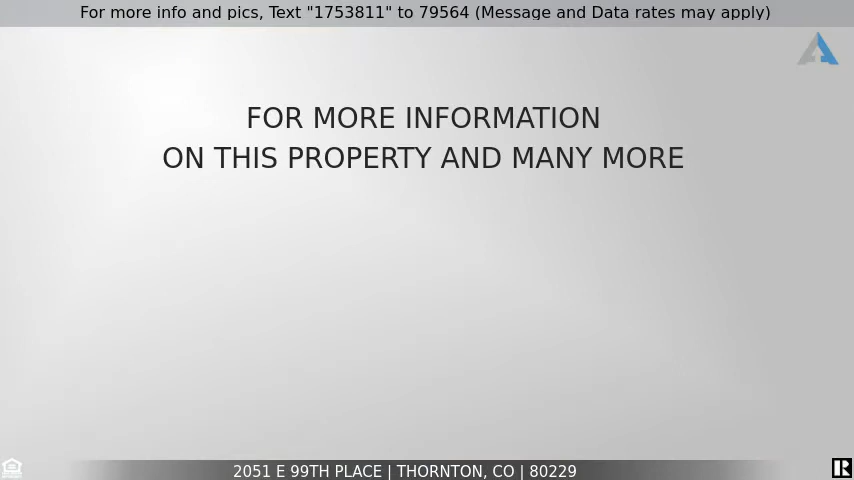 For more info and pics, Text "1753811" to 79564 (Message and Data rates may apply)
FOR MORE INFORMATION
ON THIS PROPERTY AND MANY MORE
2051 E 99TH PLACE | THORNTON, CO | 80229